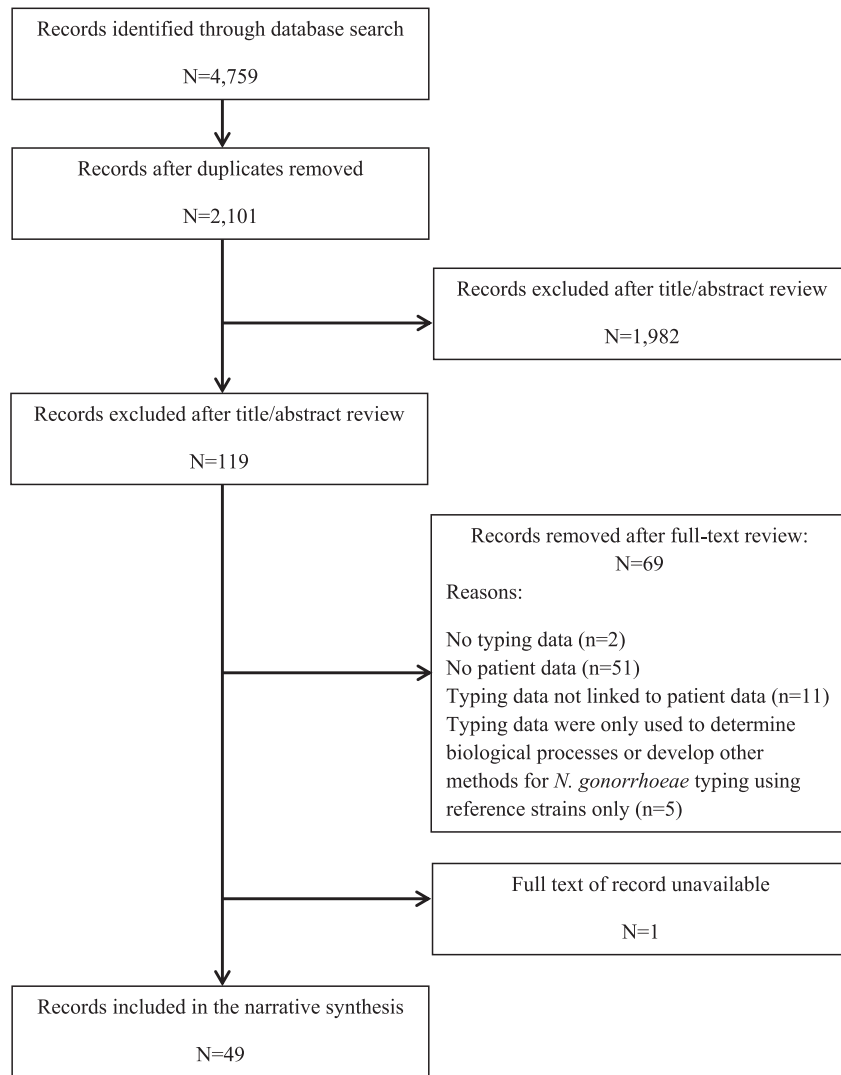 Records identified through database search
N=4,759
Records after duplicates removed
N=2,101
Records excluded after title/abstract review
N=1,982
Records excluded after title/abstract review
N=119
Records removed after full-text review:
N=69
Reasons:
No typing data (n=2)
No patient data (n=51)
Typing data not linked to patient data (n=11)
Typing data were only used to determine
biological processes or develop other
methods for N. gonorrhoeae typing using
reference strains only (n=5)
Full text of record unavailable
N=1
Records included in the narrative synthesis
N=49